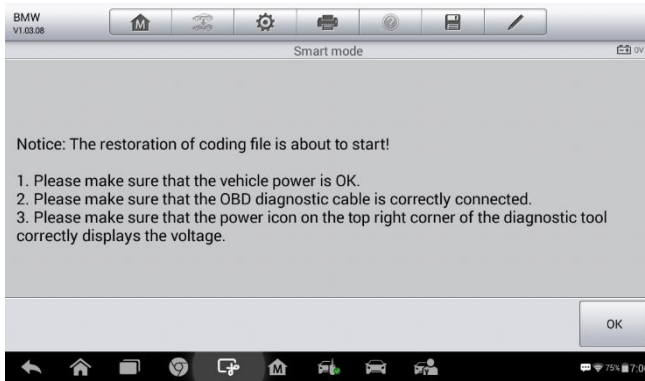 BMW
V1.03.08
Smart mode
0V
Notice: The restoration of coding file is about to start!
1. Please make sure that the vehicle power is OK.
2. Please make sure that the OBD diagnostic cable is correctly connected.
3. Please make sure that the power icon on the top right corner of the diagnostic tool
correctly displays the voltage.
OK
75%